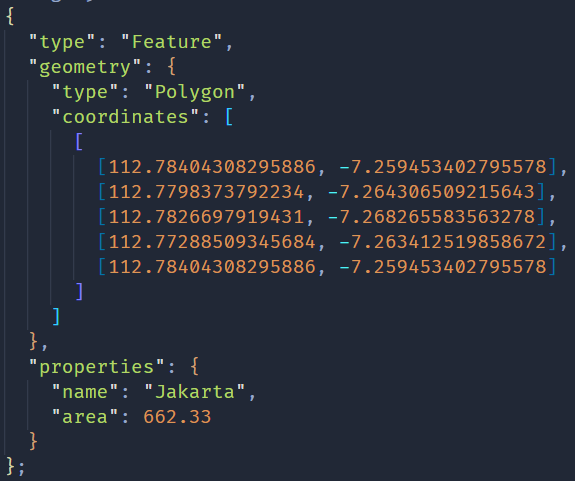 {
  "type": "Feature",
  "geometry": {
    "type": "Polygon",
    "coordinates": [
      [
        [112.78404308295886, -7.259453402795578],
        [112.7798373792234, -7.264306509215643],
        [112.7826697919431, -7.268265583563278],
        [112.77288509345684, -7.263412519858672],
        [112.78404308295886, -7.259453402795578]
      ]
    ]
  },
  "properties": {
    "name": "Jakarta",
    "area": 662.33
  }
};